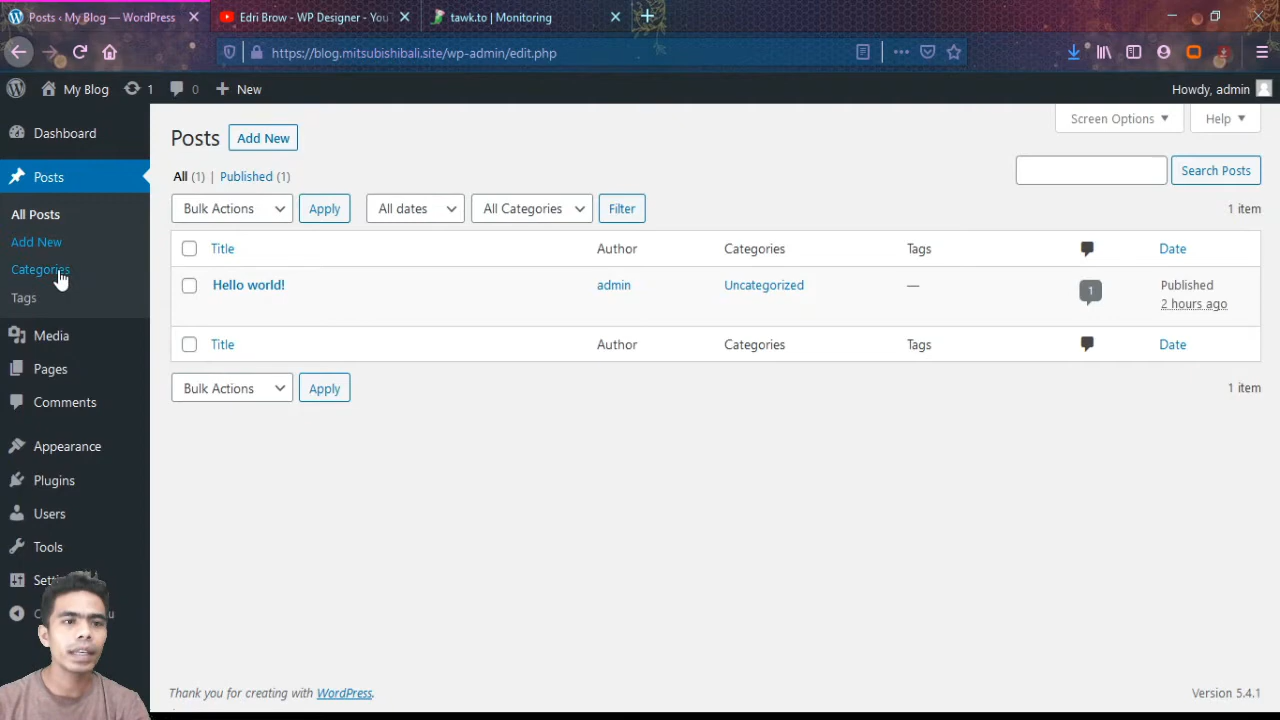 Posts ‹ My Blog — WordPress
Edri Brow - WP Designer - You
tawk.to | Monitoring
https://blog.mitsubishibali.site/wp-admin/edit.php
My Blog
1
0
New
Howdy, admin
Dashboard
Posts
All Posts
Add New
Categories
Tags
Media
Pages
Comments
Appearance
Plugins
Users
Tools
Screen Options
Help
Posts
Add New
All (1) | Published (1)
Search Posts
Bulk Actions
Apply
All dates
All Categories
Filter
1 item
Title
Author
Categories
Tags
Date
Hello world!
admin
Uncategorized
—
1
Published
2 hours ago
Title
Author
Categories
Tags
Date
Bulk Actions
Apply
1 item
Thank you for creating with WordPress.
Version 5.4.1